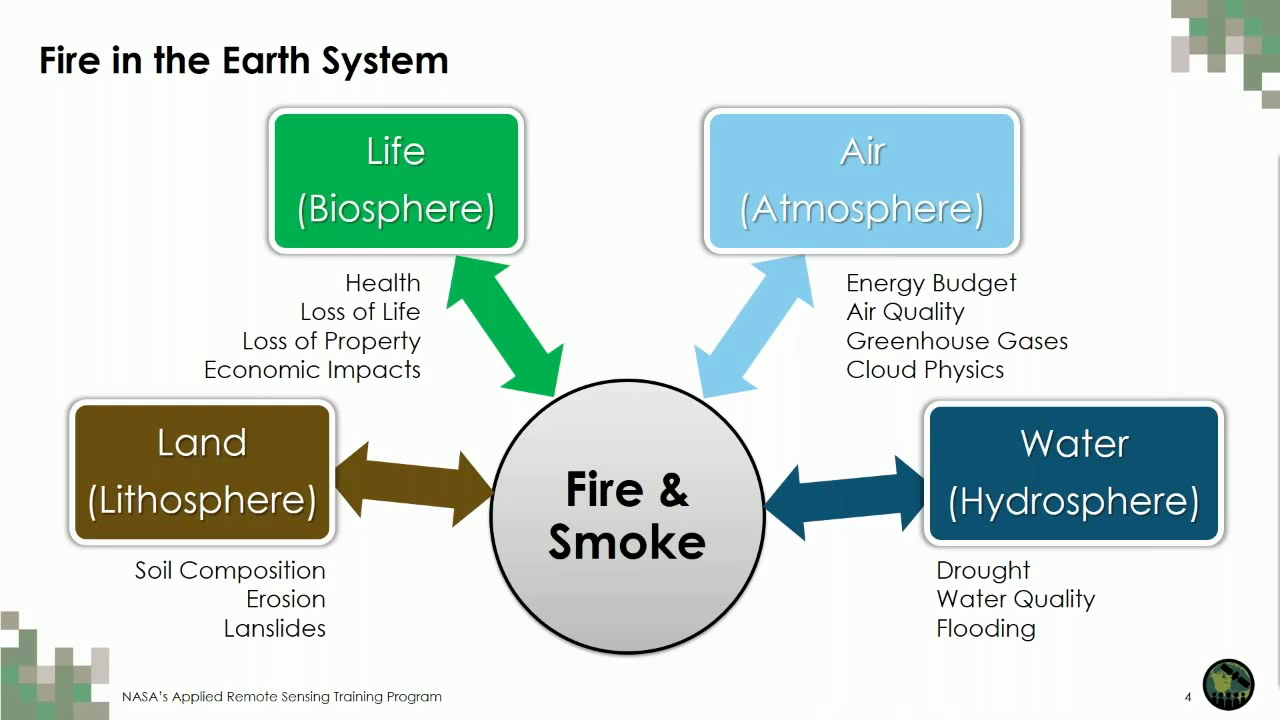 Fire in the Earth System
Life
(Biosphere)
Air
(Atmosphere)
Health
Loss of Life
Loss of Property
Economic Impacts
Energy Budget
Air Quality
Greenhouse Gases
Cloud Physics
Land
(Lithosphere)
Fire &
Smoke
Water
(Hydrosphere)
Soil Composition
Erosion
Lanslides
Drought
Water Quality
Flooding
NASA's Applied Remote Sensing Training Program
4